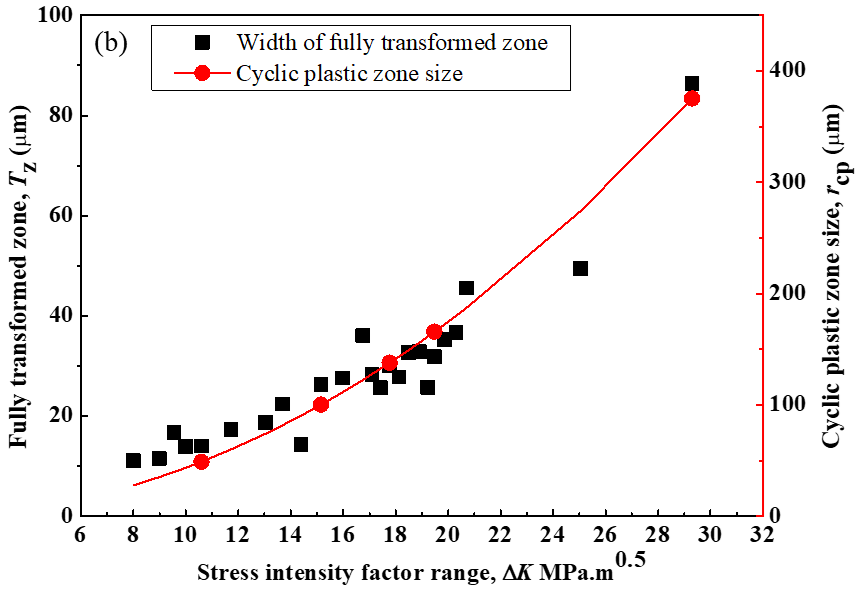 (b)
Width of fully transformed zone
Cyclic plastic zone size
100
80
60
40
20
0
Fully transformed zone, Tz (μm)
400
300
200
100
0
Cyclic plastic zone size, rcp (μm)
6 8 10 12 14 16 18 20 22 24 26 28 30 32
Stress intensity factor range, ΔK MPa.m^0.5